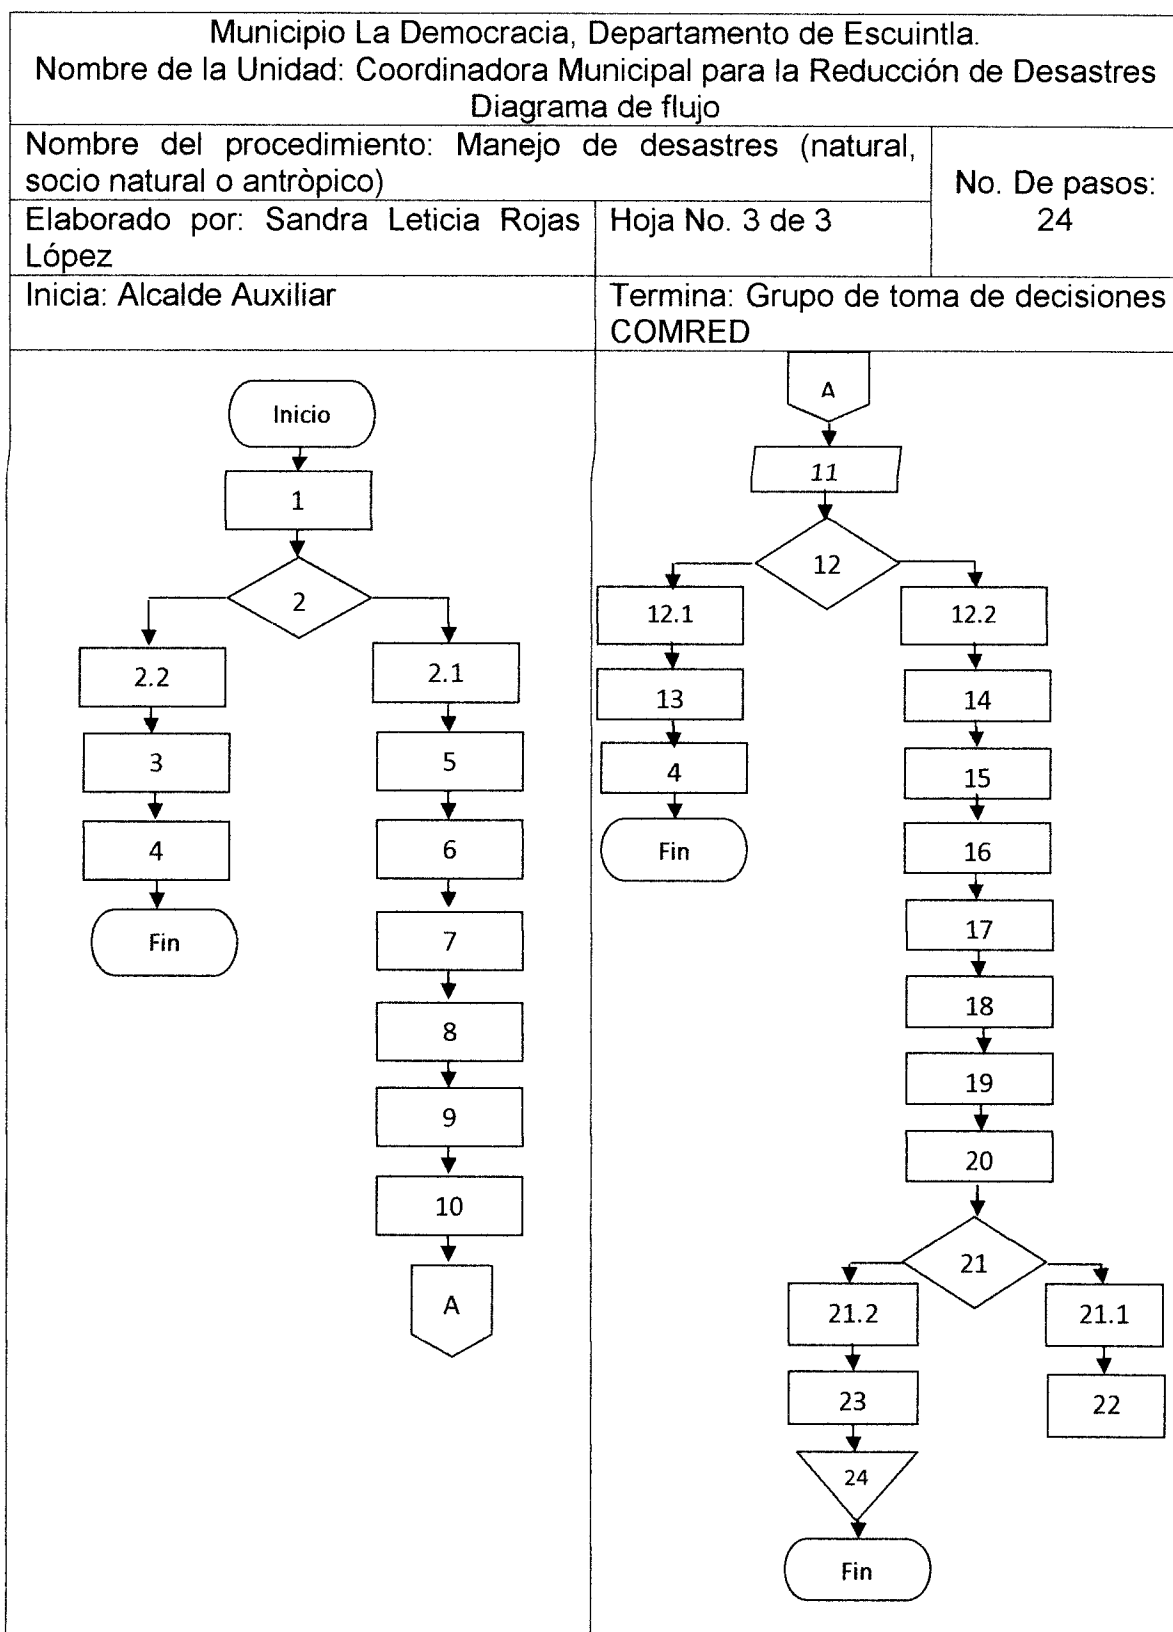 Municipio La Democracia, Departamento de Escuintla.
Nombre de la Unidad: Coordinadora Municipal para la Reducción de Desastres
Diagrama de flujo
Nombre del procedimiento: Manejo de desastres (natural,
socio natural o antròpico)
No. De pasos:
24
Elaborado por: Sandra Leticia Rojas
López
Hoja No. 3 de 3
Inicia: Alcalde Auxiliar
Termina: Grupo de toma de decisiones
COMRED
Inicio
1
2
2.2
2.1
3
5
4
6
Fin
7
8
9
10
A
A
11
12
12.1
12.2
13
14
4
15
Fin
16
17
18
19
20
21
21.2
21.1
23
22
24
Fin